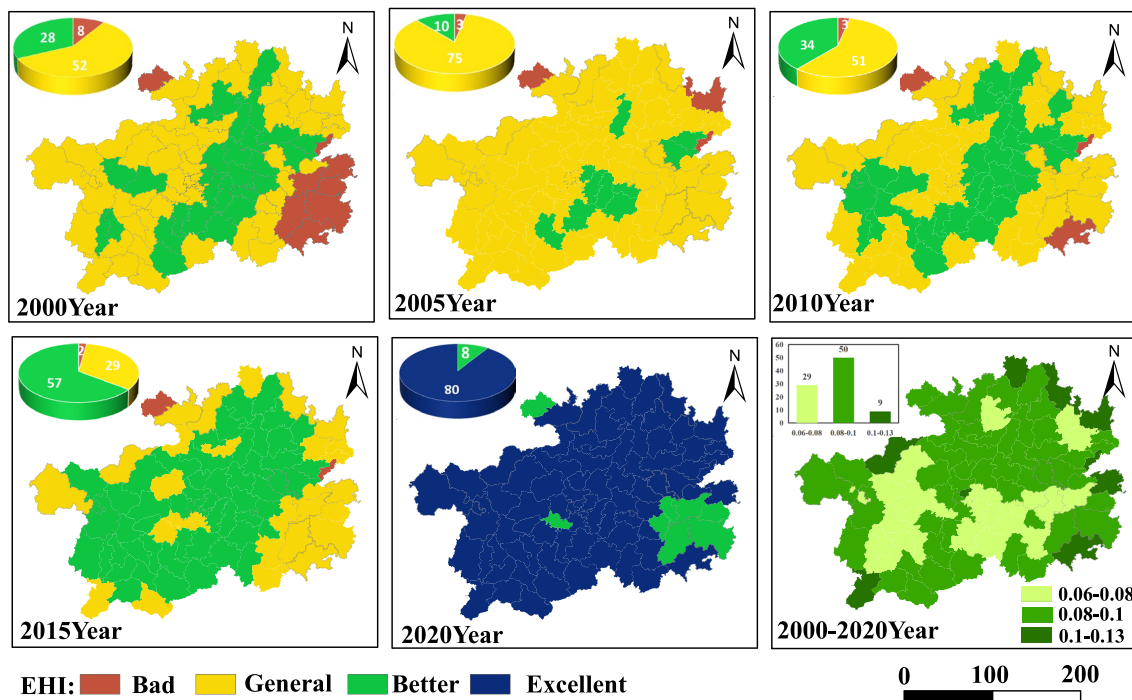 N
28
8
52
2000Year
N
10
3
75
2005Year
N
34
3
51
2010Year
N
2
29
57
2015Year
N
8
80
2020Year
N
60
50
40
30
20
10
0
29
50
9
0.06-0.08
0.08-0.1
0.1-0.13
0.06-0.08
0.08-0.1
0.1-0.13
2000-2020Year
EHI: Bad General Better Excellent
0 100 200